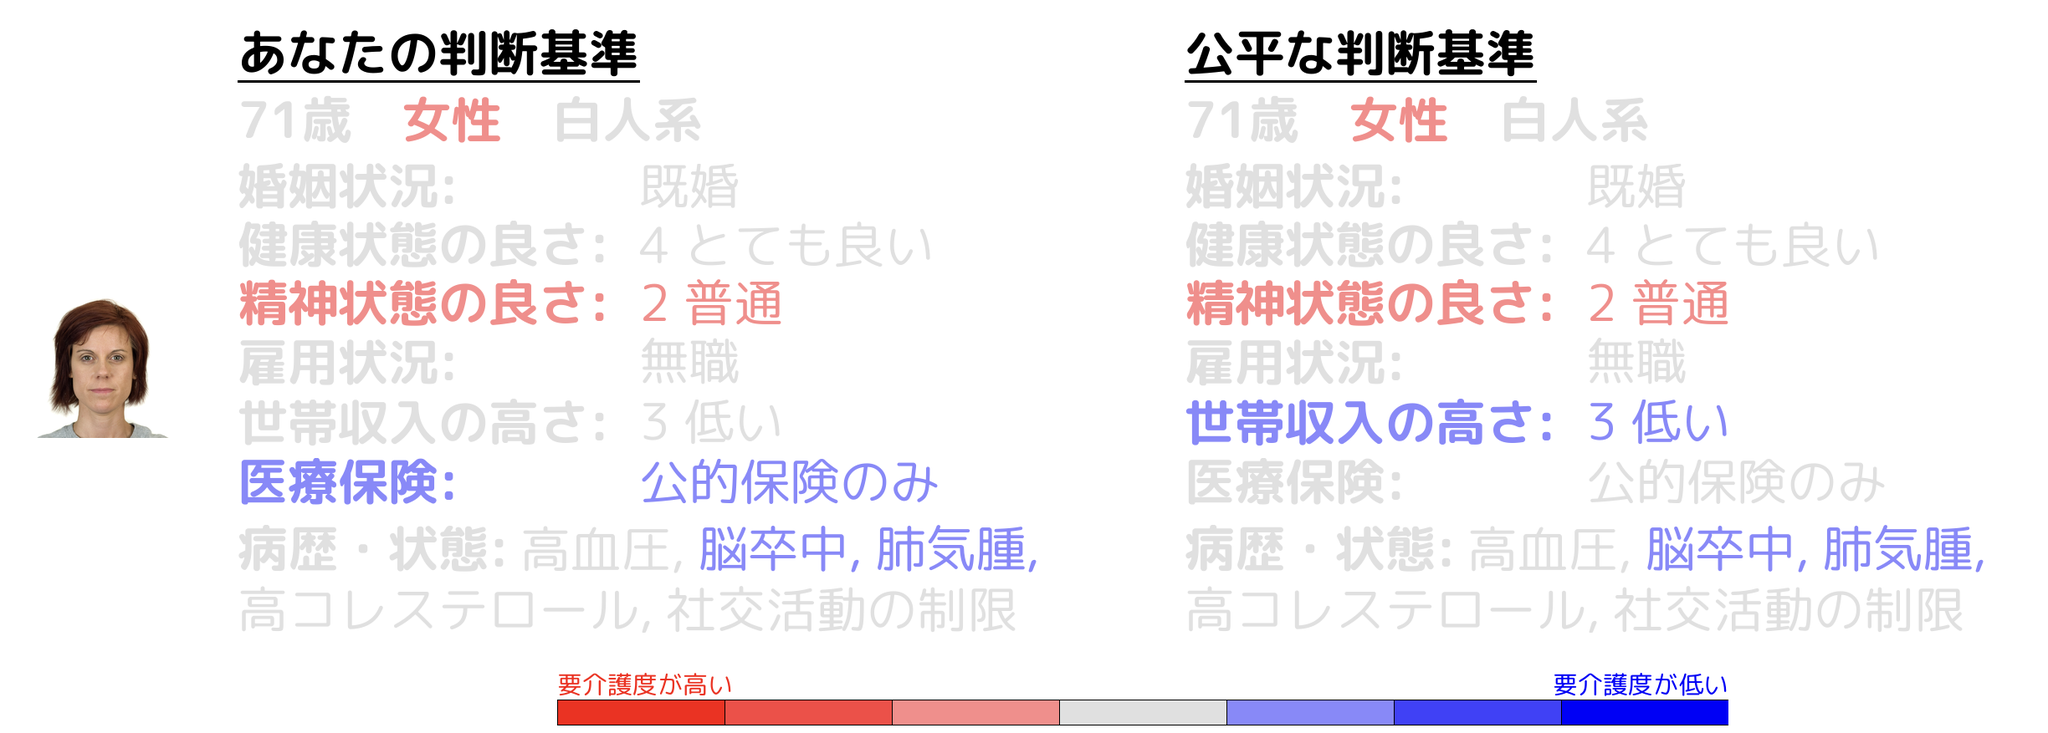 あなたの判断基準
71歳 女性 白人系
婚姻状況: 既婚
健康状態の良さ: 4 とても良い
精神状態の良さ: 2 普通
雇用状況: 無職
世帯収入の高さ: 3 低い
医療保険: 公的保険のみ
病歴・状態: 高血圧, 脳卒中, 肺気腫,
高コレステロール, 社交活動の制限
公平な判断基準
71歳 女性 白人系
婚姻状況: 既婚
健康状態の良さ: 4 とても良い
精神状態の良さ: 2 普通
雇用状況: 無職
世帯収入の高さ: 3 低い
医療保険: 公的保険のみ
病歴・状態: 高血圧, 脳卒中, 肺気腫,
高コレステロール, 社交活動の制限
要介護度が高い
要介護度が低い